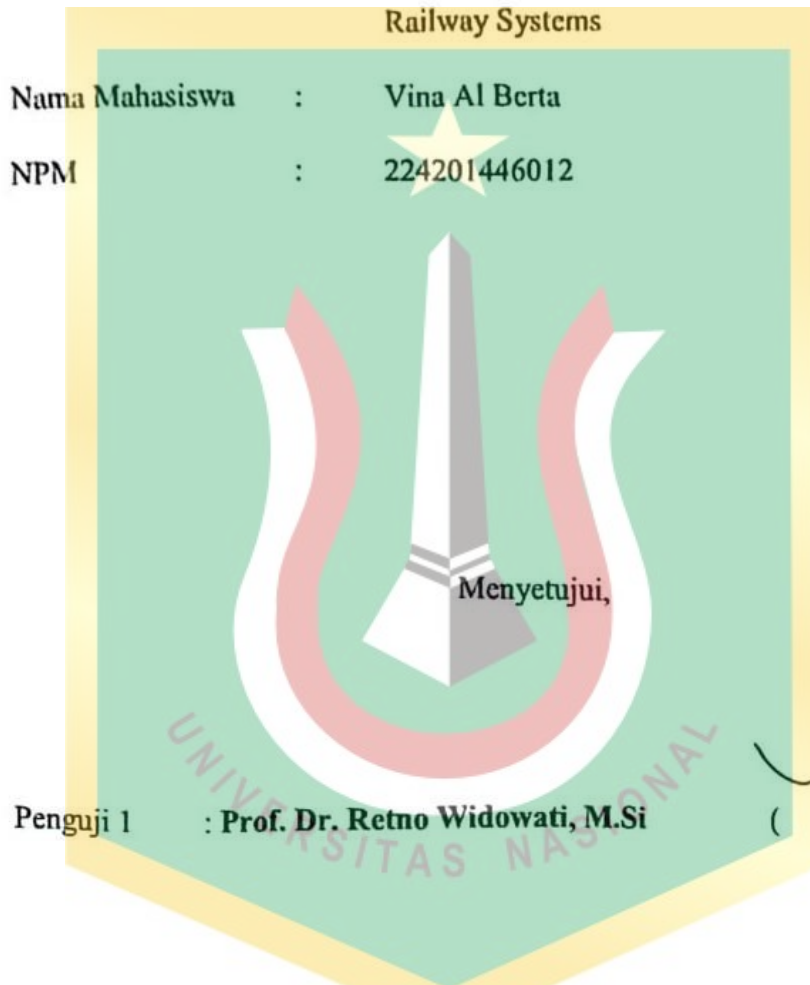 Railway Systems
Nama Mahasiswa : Vina Al Berta
NPM : 224201446012
Menyetujui,
UNIVERSITAS NASIONAL
Penguji 1 : Prof. Dr. Retno Widowati, M.Si (